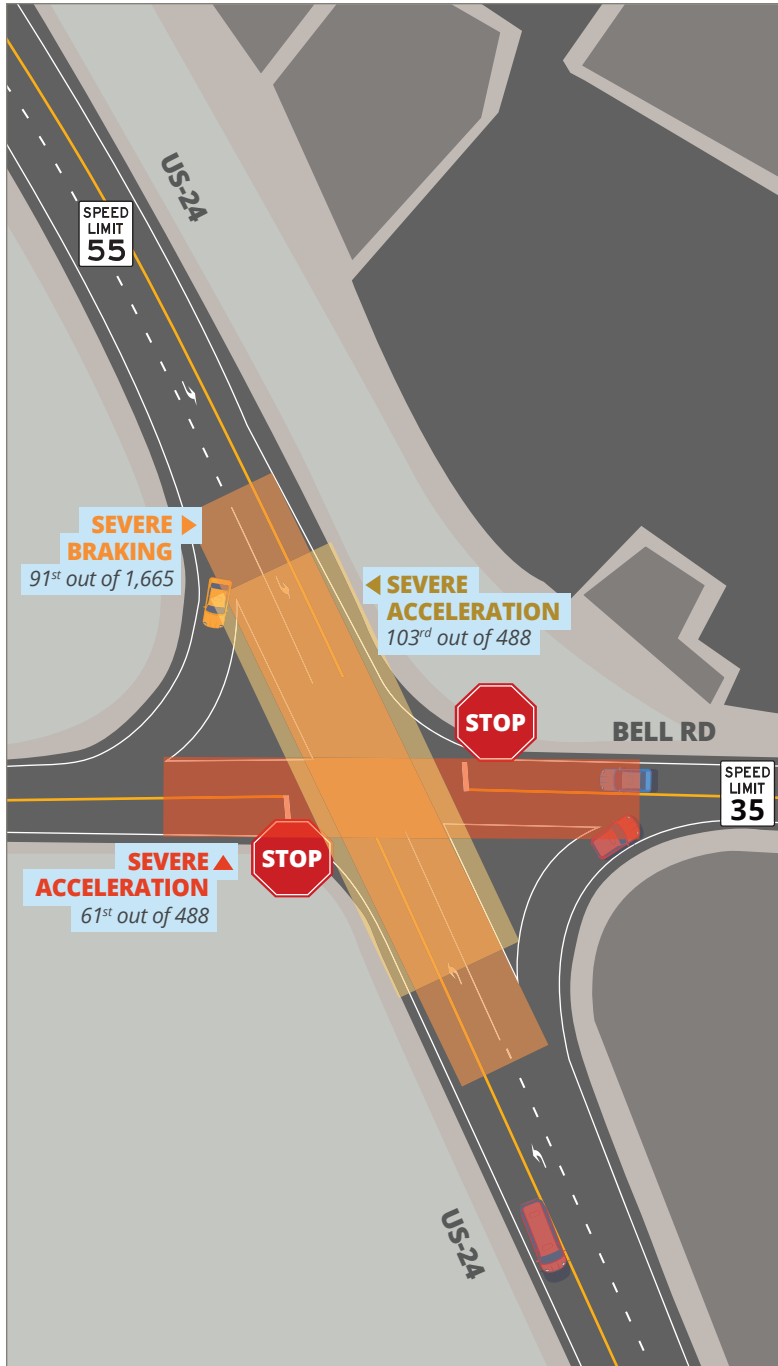 US-24
SPEED
LIMIT
55
SEVERE
BRAKING
91st out of 1,665
SEVERE
ACCELERATION
103rd out of 488
STOP
BELL RD
SPEED
LIMIT
35
STOP
SEVERE
ACCELERATION
61st out of 488
US-24